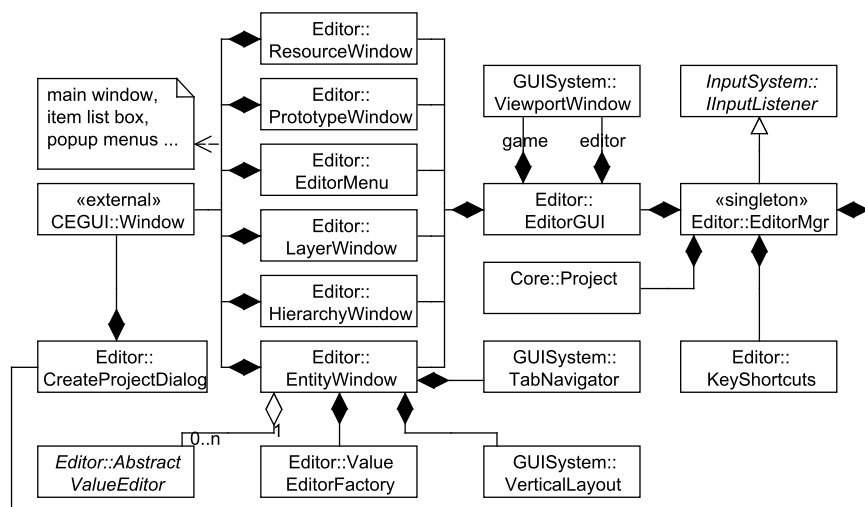 Editor::
ResourceWindow
main window,
item list box,
popup menus ...
Editor::
PrototypeWindow
GUISystem::
ViewportWindow
InputSystem::
IInputListener
game
editor
Editor::
EditorMenu
«external»
CEGUI::Window
Editor::
EditorGUI
«singleton»
Editor::EditorMgr
Editor::
LayerWindow
Core::Project
Editor::
HierarchyWindow
Editor::
CreateProjectDialog
Editor::
EntityWindow
GUISystem::
TabNavigator
Editor::
KeyShortcuts
0..n
1
Editor::Abstract
ValueEditor
Editor::Value
EditorFactory
GUISystem::
VerticalLayout